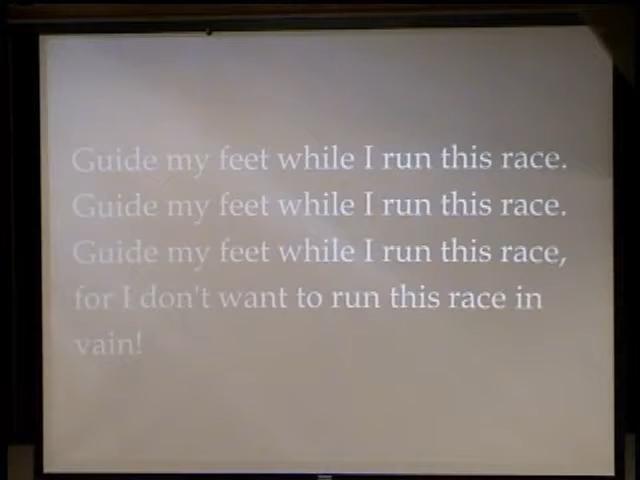 Guide my feet while I run this race.
Guide my feet while I run this race.
Guide my feet while I run this race,
for I don't want to run this race in
vain!